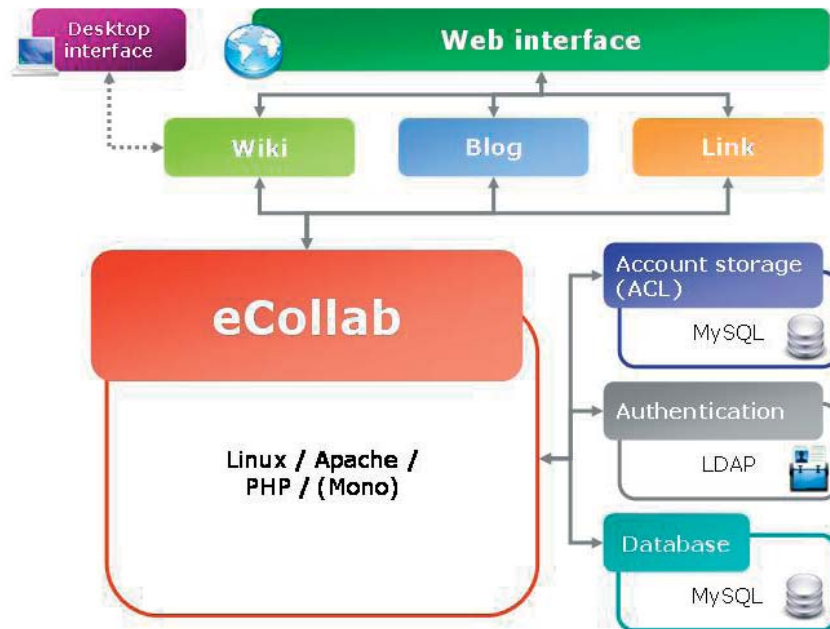 Desktop
interface
Web interface
Wiki
Blog
Link
eCollab
Linux / Apache /
PHP / (Mono)
Account storage
(ACL)
MySQL
Authentication
LDAP
Database
MySQL